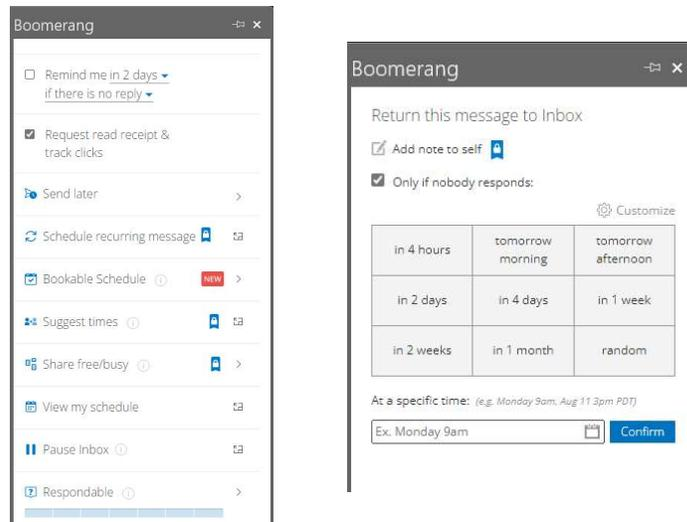 Boomerang
Remind me in 2 days
if there is no reply
Request read receipt &
track clicks
Send later
Schedule recurring message
Bookable Schedule NEW
Suggest times
Share free/busy
View my schedule
Pause Inbox
Respondable
Boomerang
Return this message to Inbox
Add note to self
Only if nobody responds:
Customize
in 4 hours
tomorrow
morning
tomorrow
afternoon
in 2 days
in 4 days
in 1 week
in 2 weeks
in 1 month
random
At a specific time: (e.g. Monday 9am, Aug 11 3pm PDT)
Ex. Monday 9am
Confirm